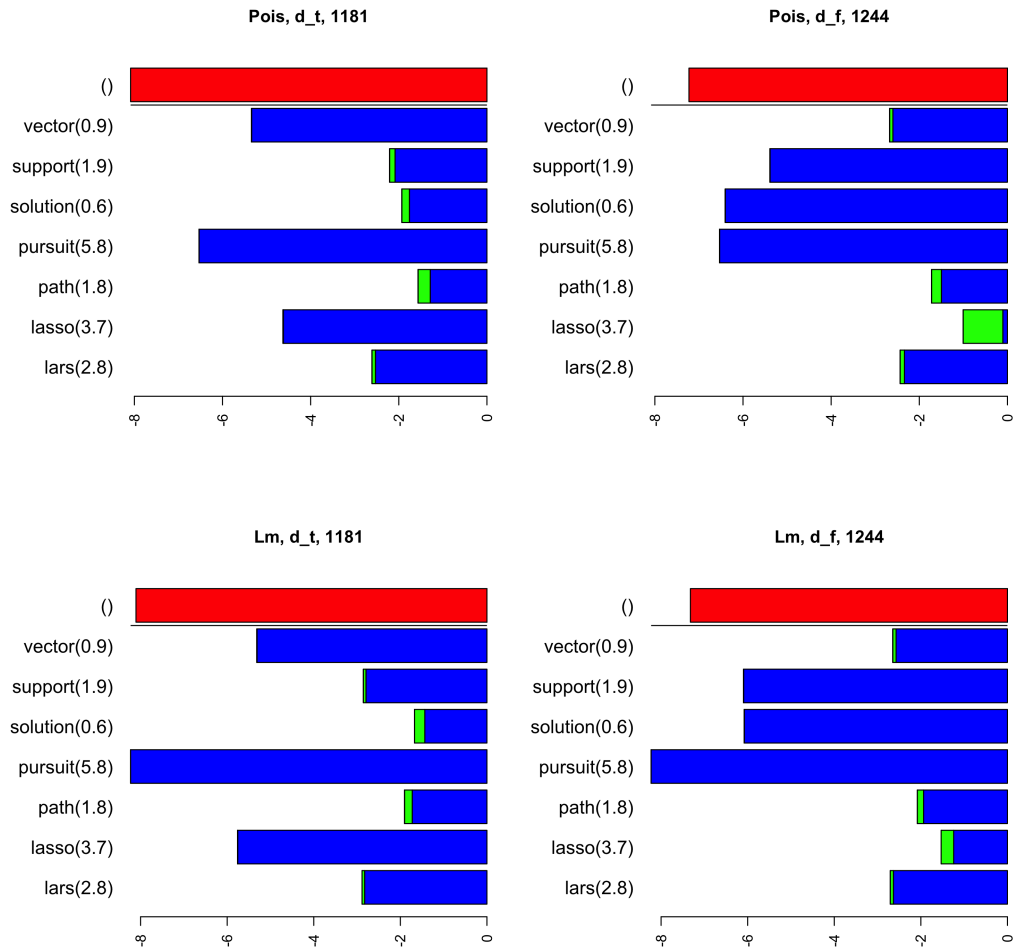 Pois, d_t, 1181
()
vector(0.9)
support(1.9)
solution(0.6)
pursuit(5.8)
path(1.8)
lasso(3.7)
lars(2.8)
-8 -6 -4 -2 0
Pois, d_f, 1244
()
vector(0.9)
support(1.9)
solution(0.6)
pursuit(5.8)
path(1.8)
lasso(3.7)
lars(2.8)
-8 -6 -4 -2 0
Lm, d_t, 1181
()
vector(0.9)
support(1.9)
solution(0.6)
pursuit(5.8)
path(1.8)
lasso(3.7)
lars(2.8)
-8 -6 -4 -2 0
Lm, d_f, 1244
()
vector(0.9)
support(1.9)
solution(0.6)
pursuit(5.8)
path(1.8)
lasso(3.7)
lars(2.8)
-8 -6 -4 -2 0